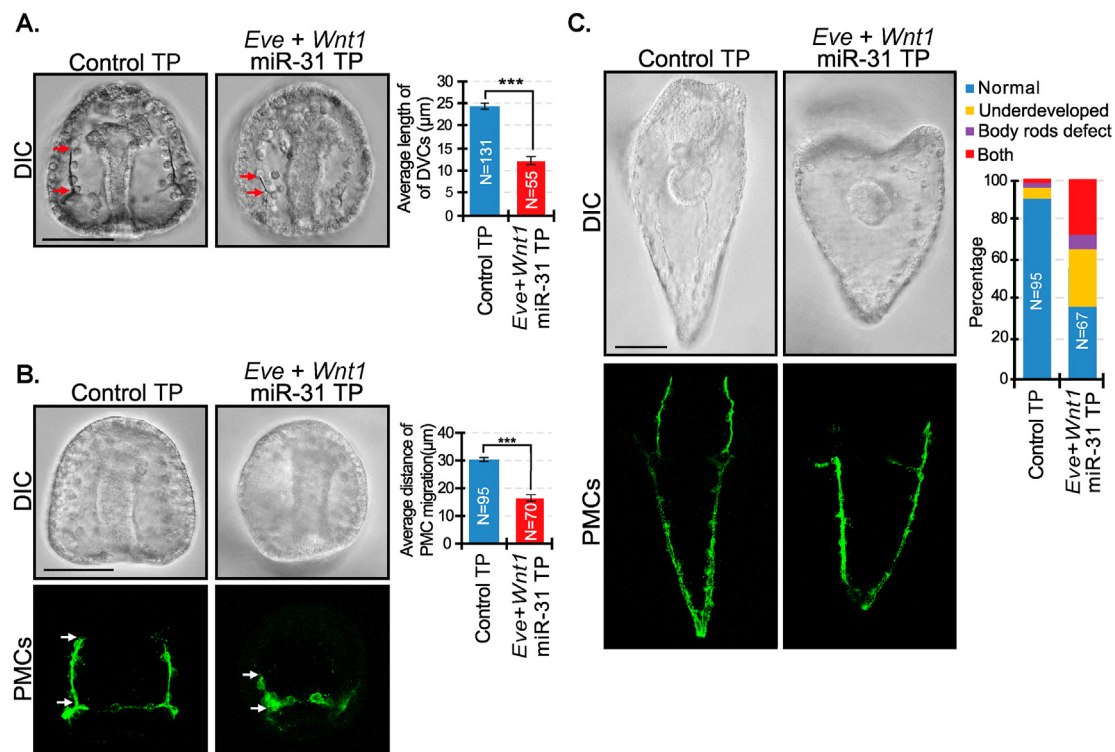 A.
Control TP
Eve + Wnt1
miR-31 TP
DIC
Average length
of DVCs (µm)
30
25
20
15
10
5
0
***
N=131
N=55
Control TP
Eve+Wnt1
miR-31 TP
B.
Control TP
Eve + Wnt1
miR-31 TP
DIC
PMCs
Average distance of
PMC migration(µm)
40
30
20
10
0
***
N=95
N=70
Control TP
Eve+Wnt1
miR-31 TP
C.
Control TP
Eve + Wnt1
miR-31 TP
DIC
PMCs
Normal
Underdeveloped
Body rods defect
Both
Percentage
100
80
60
40
20
0
N=95
N=67
Control TP
Eve+Wnt1
miR-31 TP